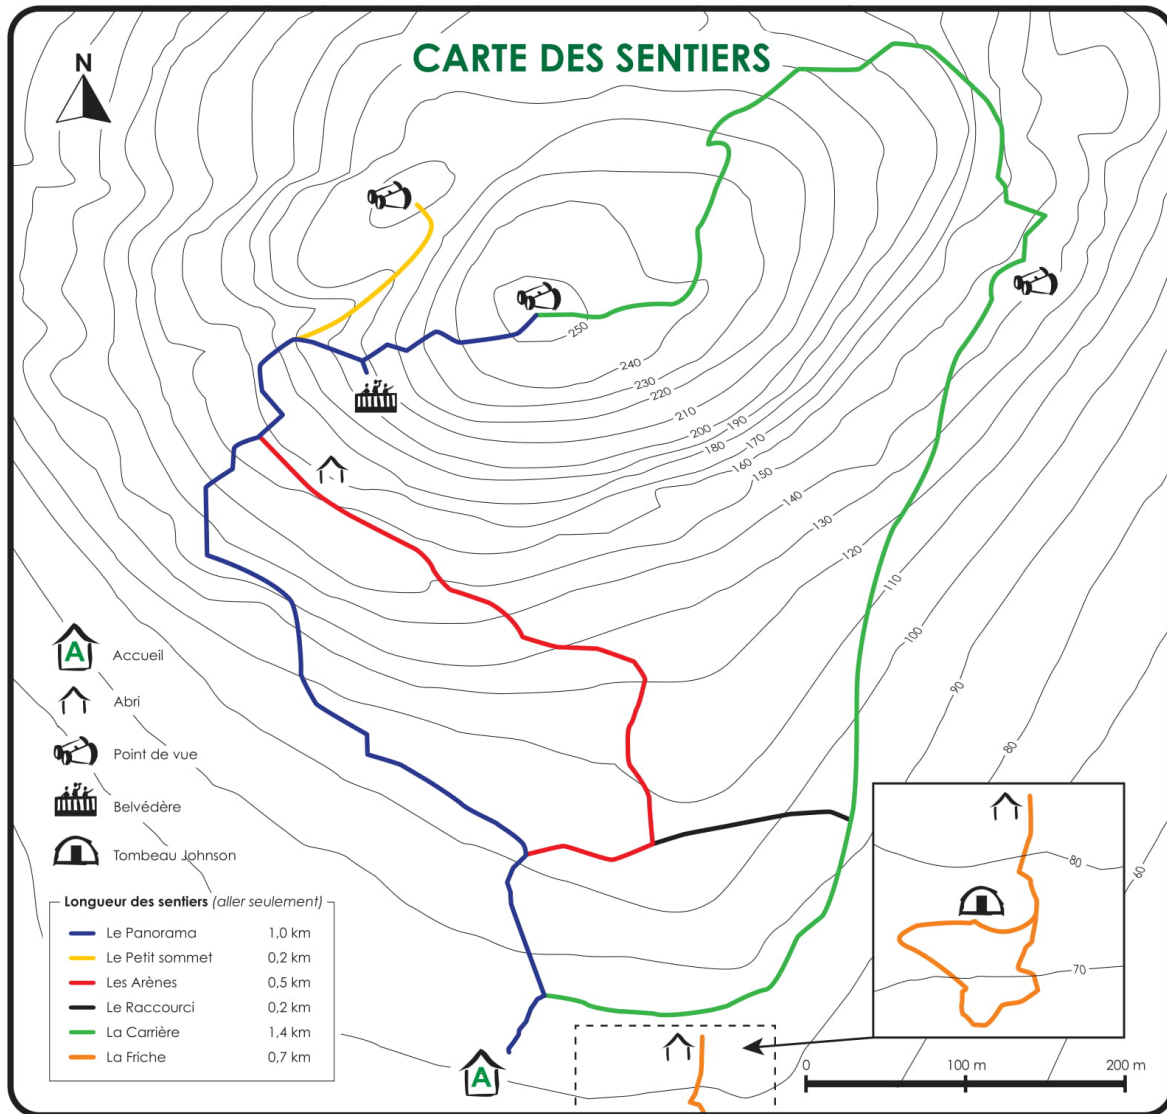 N
CARTE DES SENTIERS
250
240
230
220
210
200
190
180
170
160
150
140
130
120
110
100
90
80
60
A Accueil
Abri
Point de vue
Belvédère
Tombeau Johnson
Longueur des sentiers (aller seulement)
Le Panorama 1,0 km
Le Petit sommet 0,2 km
Les Arènes 0,5 km
Le Raccourci 0,2 km
La Carrière 1,4 km
La Friche 0,7 km
80
70
A
0 100 m 200 m